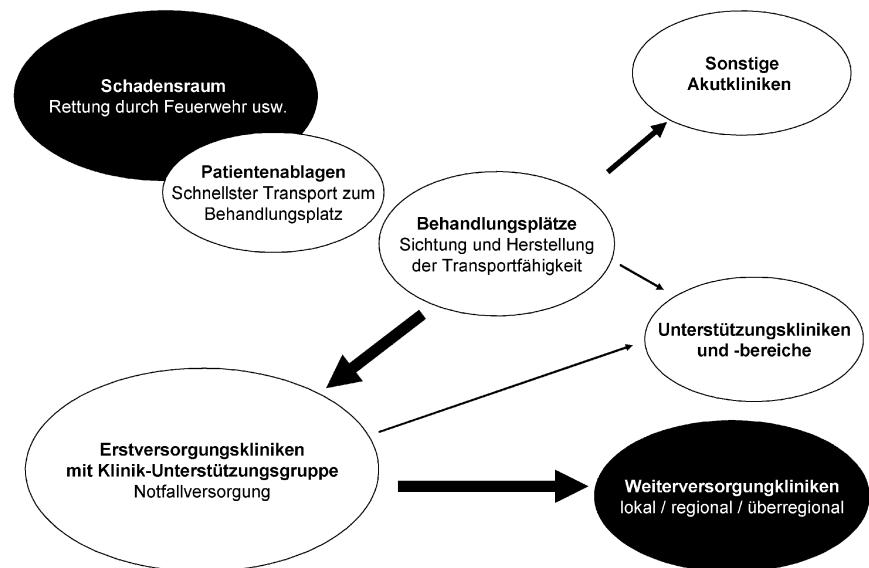 Schadensraum
Rettung durch Feuerwehr usw.
Sonstige
Akutkliniken
Patientenablagen
Schnellster Transport zum
Behandlungsplatz
Behandlungsplätze
Sichtung und Herstellung
der Transportfähigkeit
Unterstützungskliniken
und -bereiche
Erstversorgungskliniken
mit Klinik-Unterstützungsgruppe
Notfallversorgung
Weiterversorgungkliniken
lokal / regional / überregional